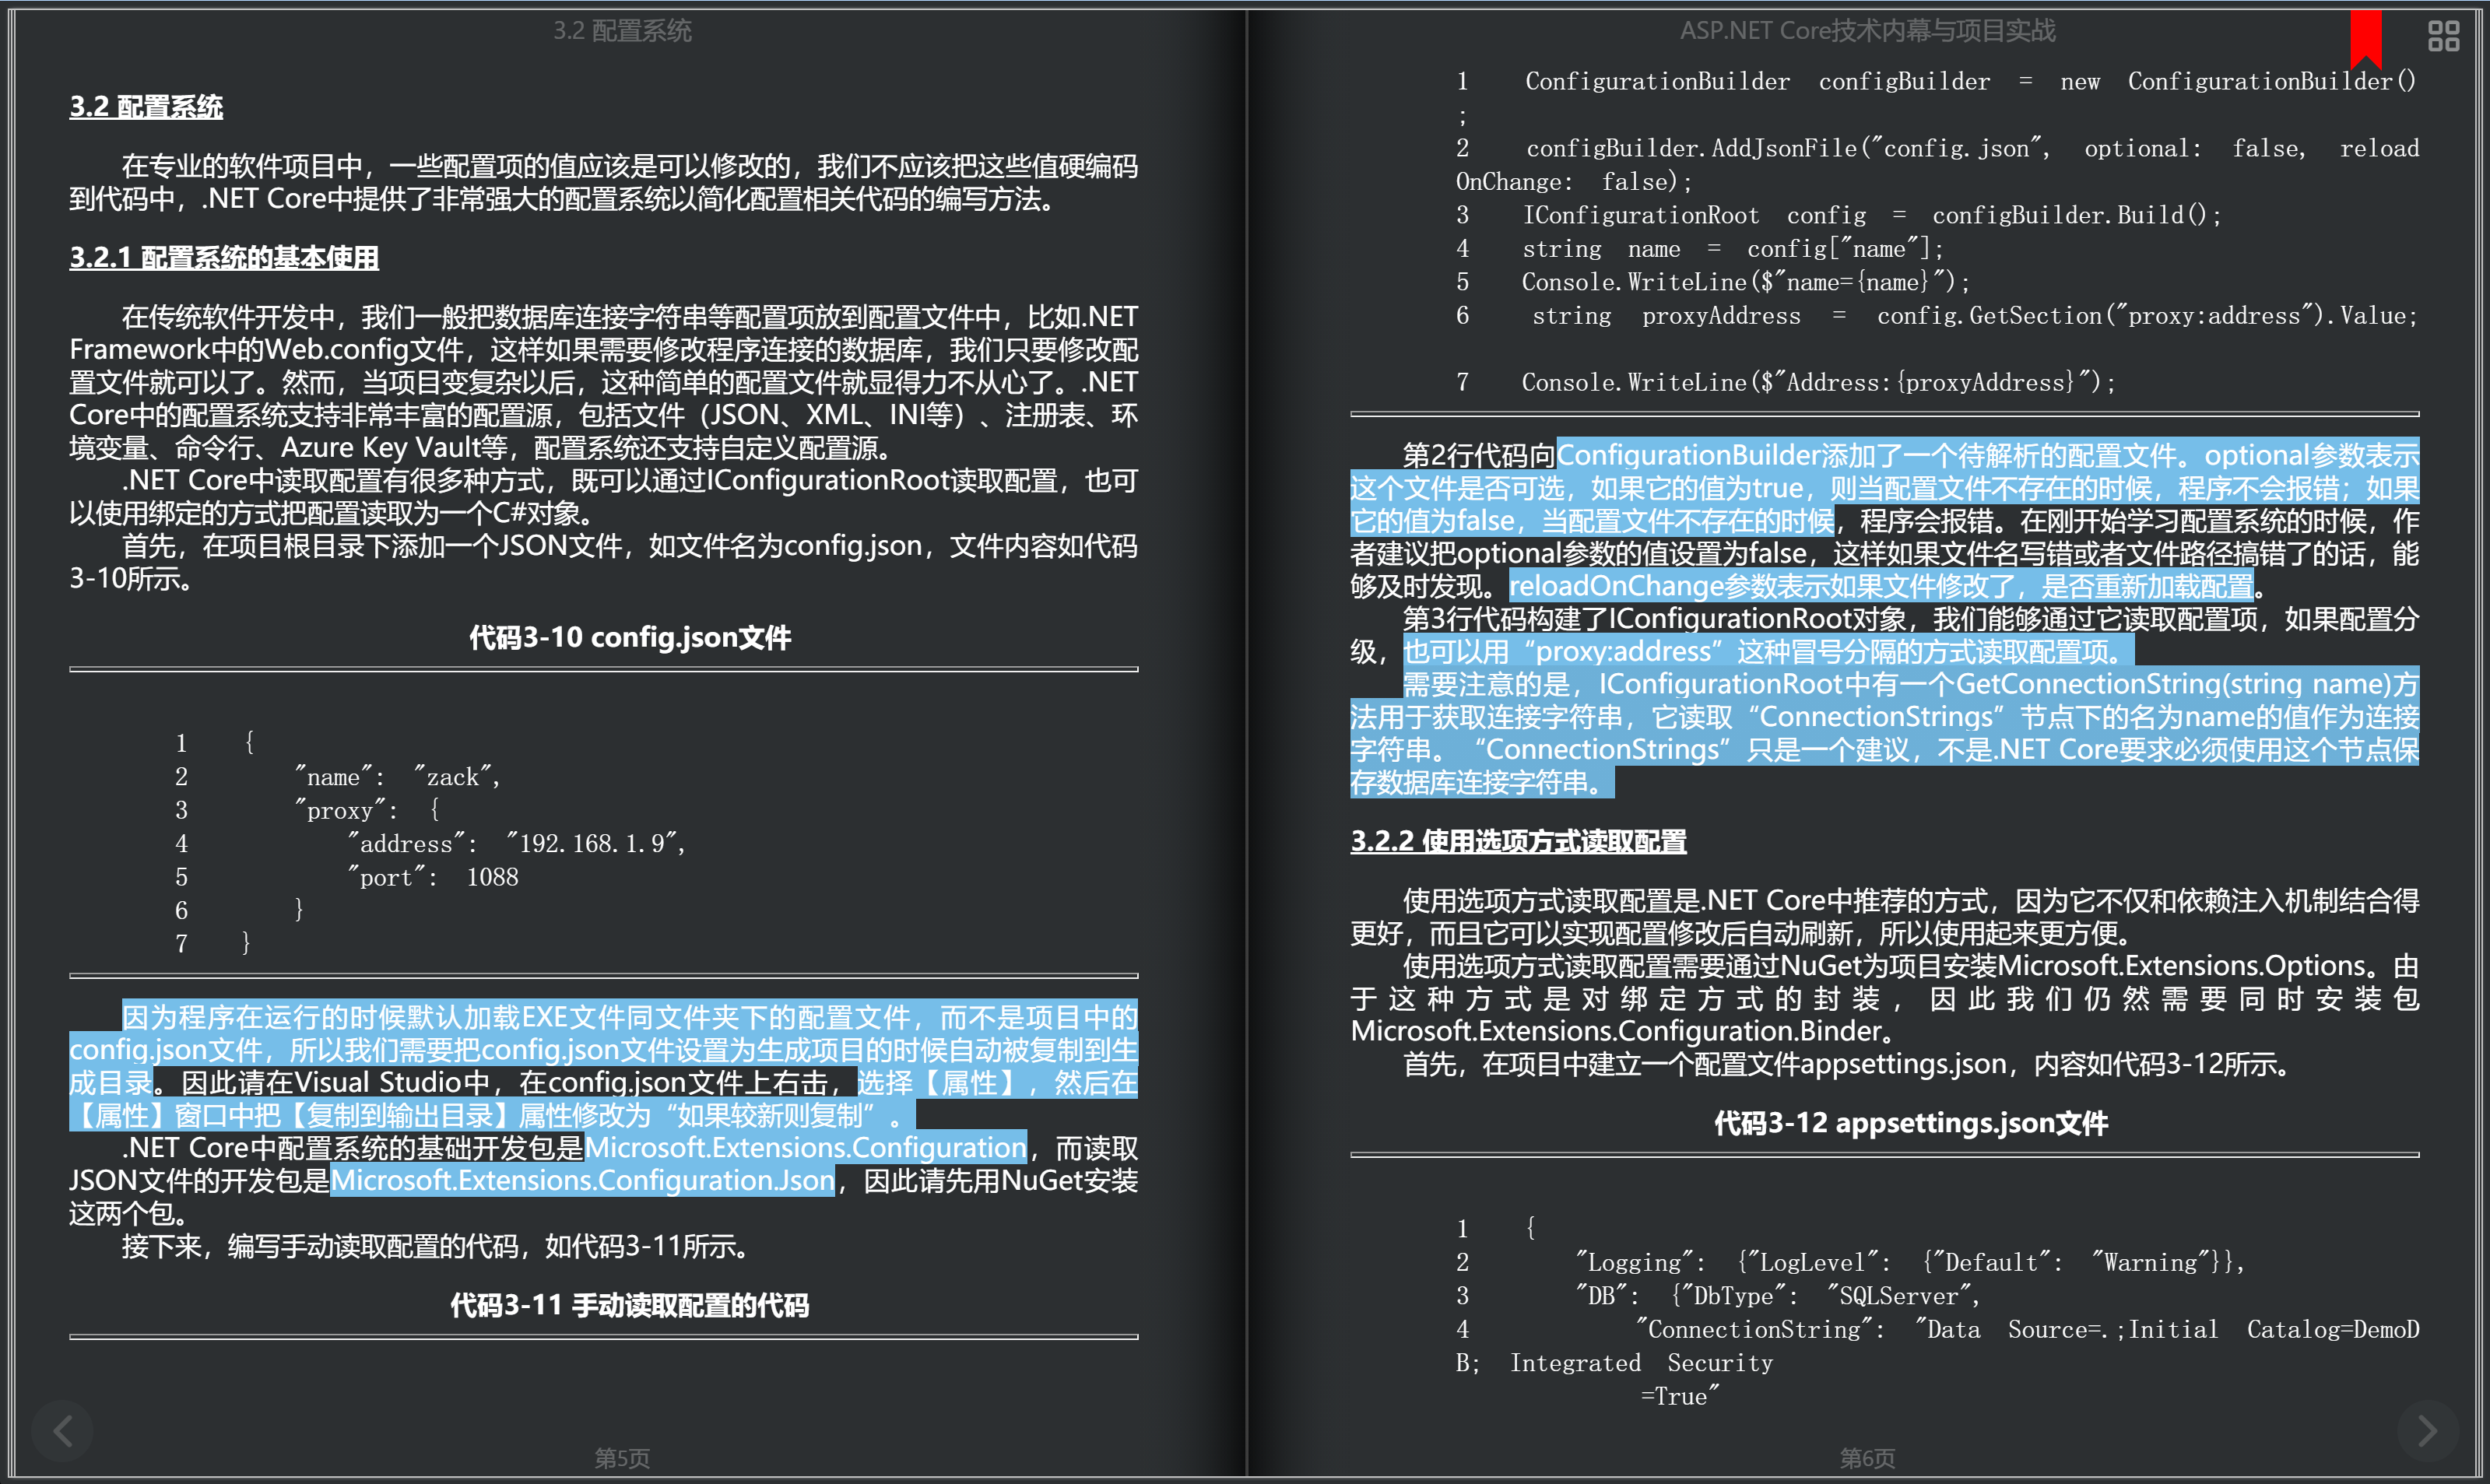 3.2 配置系统
3.2 配置系统
在专业的软件项目中，一些配置项的值应该是可以修改的，我们不应该把这些值硬编码
到代码中，.NET Core中提供了非常强大的配置系统以简化配置相关代码的编写方法。
3.2.1 配置系统的基本使用
在传统软件开发中，我们一般把数据库连接字符串等配置项放到配置文件中，比如.NET
Framework中的Web.config文件，这样如果需要修改程序连接的数据库，我们只要修改配
置文件就可以了。然而，当项目变复杂以后，这种简单的配置文件就显得力不从心了。.NET
Core中的配置系统支持非常丰富的配置源，包括文件（JSON、XML、INI等）、注册表、环
境变量、命令行、Azure Key Vault等，配置系统还支持自定义配置源。
.NET Core中读取配置有很多种方式，既可以通过IConfigurationRoot读取配置，也可
以使用绑定的方式把配置读取为一个C#对象。
首先，在项目根目录下添加一个JSON文件，如文件名为config.json，文件内容如代码
3-10所示。
代码3-10 config.json文件
1 {
2 "name": "zack",
3 "proxy": {
4 "address": "192.168.1.9",
5 "port": 1088
6 }
7 }
因为程序在运行的时候默认加载EXE文件同文件夹下的配置文件，而不是项目中的
config.json文件，所以我们需要把config.json文件设置为生成项目的时候自动被复制到生
成目录。因此请在Visual Studio中，在config.json文件上右击，选择【属性】，然后在
【属性】窗口中把【复制到输出目录】属性修改为“如果较新则复制”。
.NET Core中配置系统的基础开发包是Microsoft.Extensions.Configuration，而读取
JSON文件的开发包是Microsoft.Extensions.Configuration.Json，因此请先用NuGet安装
这两个包。
接下来，编写手动读取配置的代码，如代码3-11所示。
代码3-11 手动读取配置的代码
第5页
ASP.NET Core技术内幕与项目实战
1 ConfigurationBuilder configBuilder = new ConfigurationBuilder()
;
2 configBuilder.AddJsonFile("config.json", optional: false, reload
OnChange: false);
3 IConfigurationRoot config = configBuilder.Build();
4 string name = config["name"];
5 Console.WriteLine($"name={name}");
6 string proxyAddress = config.GetSection("proxy:address").Value;
7 Console.WriteLine($"Address:{proxyAddress}");
第2行代码向ConfigurationBuilder添加了一个待解析的配置文件。optional参数表示
这个文件是否可选，如果它的值为true，则当配置文件不存在的时候，程序不会报错；如果
它的值为false，当配置文件不存在的时候，程序会报错。在刚开始学习配置系统的时候，作
者建议把optional参数的值设置为false，这样如果文件名写错或者文件路径搞错了的话，能
够及时发现。reloadOnChange参数表示如果文件修改了，是否重新加载配置。
第3行代码构建了IConfigurationRoot对象，我们能够通过它读取配置项，如果配置分
级，也可以用“proxy:address”这种冒号分隔的方式读取配置项。
需要注意的是，IConfigurationRoot中有一个GetConnectionString(string name)方
法用于获取连接字符串，它读取“ConnectionStrings”节点下的名为name的值作为连接
字符串。“ConnectionStrings”只是一个建议，不是.NET Core要求必须使用这个节点保
存数据库连接字符串。
3.2.2 使用选项方式读取配置
使用选项方式读取配置是.NET Core中推荐的方式，因为它不仅和依赖注入机制结合得
更好，而且它可以实现配置修改后自动刷新，所以使用起来更方便。
使用选项方式读取配置需要通过NuGet为项目安装Microsoft.Extensions.Options。由
于这种方式是对绑定方式的封装，因此我们仍然需要同时安装包
Microsoft.Extensions.Configuration.Binder。
首先，在项目中建立一个配置文件appsettings.json，内容如代码3-12所示。
代码3-12 appsettings.json文件
1 {
2 "Logging": {"LogLevel": {"Default": "Warning"}},
3 "DB": {"DbType": "SQLServer",
4 "ConnectionString": "Data Source=.;Initial Catalog=DemoD
B; Integrated Security
=True"
第6页